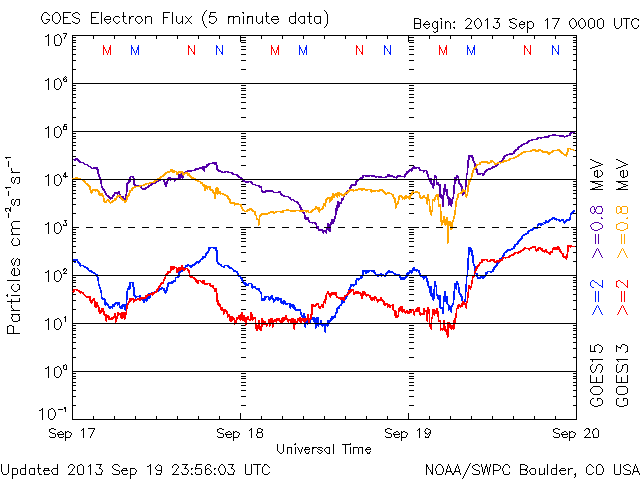 GOES Electron Flux (5 minute data)
Begin: 2013 Sep 17 0000 UTC
10⁷
M M N N M M N N M M N N
10⁶
10⁵
10⁴
10³
10²
10¹
10⁰
10⁻¹
Particles cm⁻²s⁻¹sr⁻¹
GOES15 >=2 >=0.8 MeV
GOES13 >=2 >=0.8 MeV
Sep 17 Sep 18 Sep 19 Sep 20
Universal Time
Updated 2013 Sep 19 23:56:03 UTC
NOAA/SWPC Boulder, CO USA